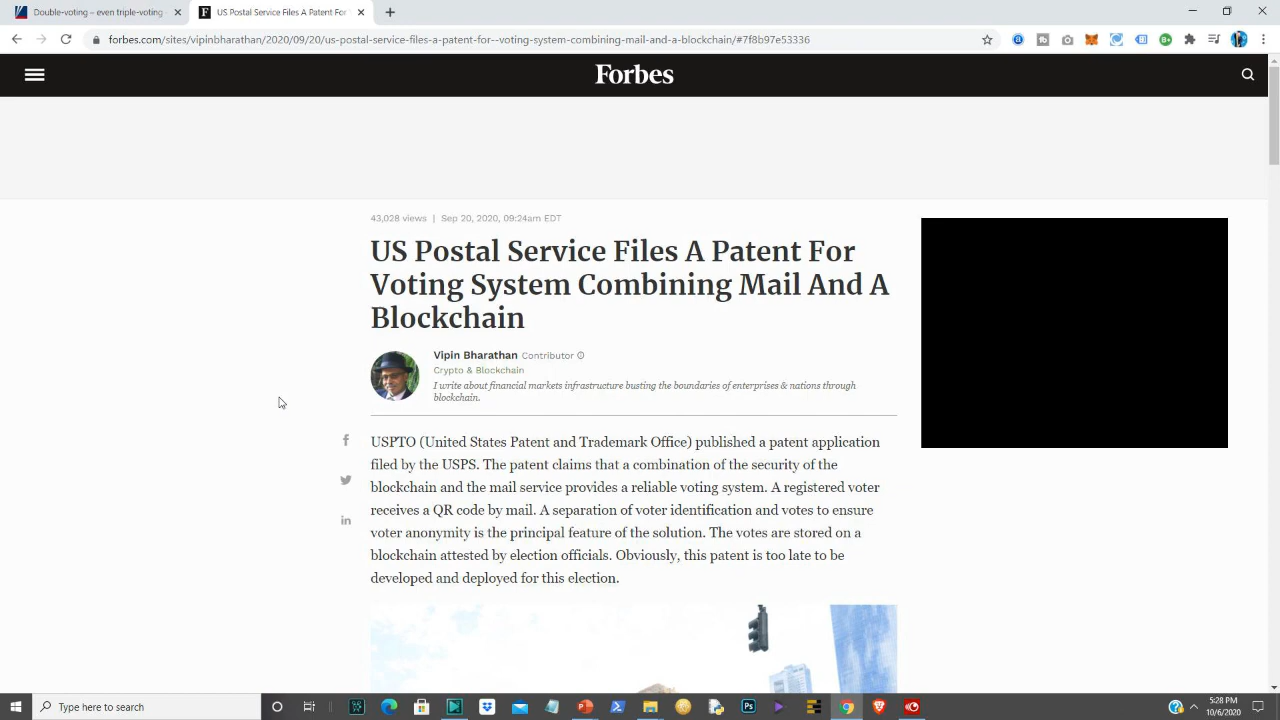 Double-voting – even triple-voting
US Postal Service Files A Patent For
forbes.com/sites/vipinbharathan/2020/09/20/us-postal-service-files-a-patent-for--voting-system-combining-mail-and-a-blockchain/#7f8b97e53336
Forbes
43,028 views | Sep 20, 2020, 09:24am EDT
US Postal Service Files A Patent For
Voting System Combining Mail And A
Blockchain
Vipin Bharathan Contributor
Crypto & Blockchain
I write about financial markets infrastructure busting the boundaries of enterprises & nations through
blockchain.
USPTO (United States Patent and Trademark Office) published a patent application
filed by the USPS. The patent claims that a combination of the security of the
blockchain and the mail service provides a reliable voting system. A registered voter
receives a QR code by mail. A separation of voter identification and votes to ensure
voter anonymity is the principal feature of the solution. The votes are stored on a
blockchain attested by election officials. Obviously, this patent is too late to be
developed and deployed for this election.
Type here to search
5:28 PM
10/6/2020